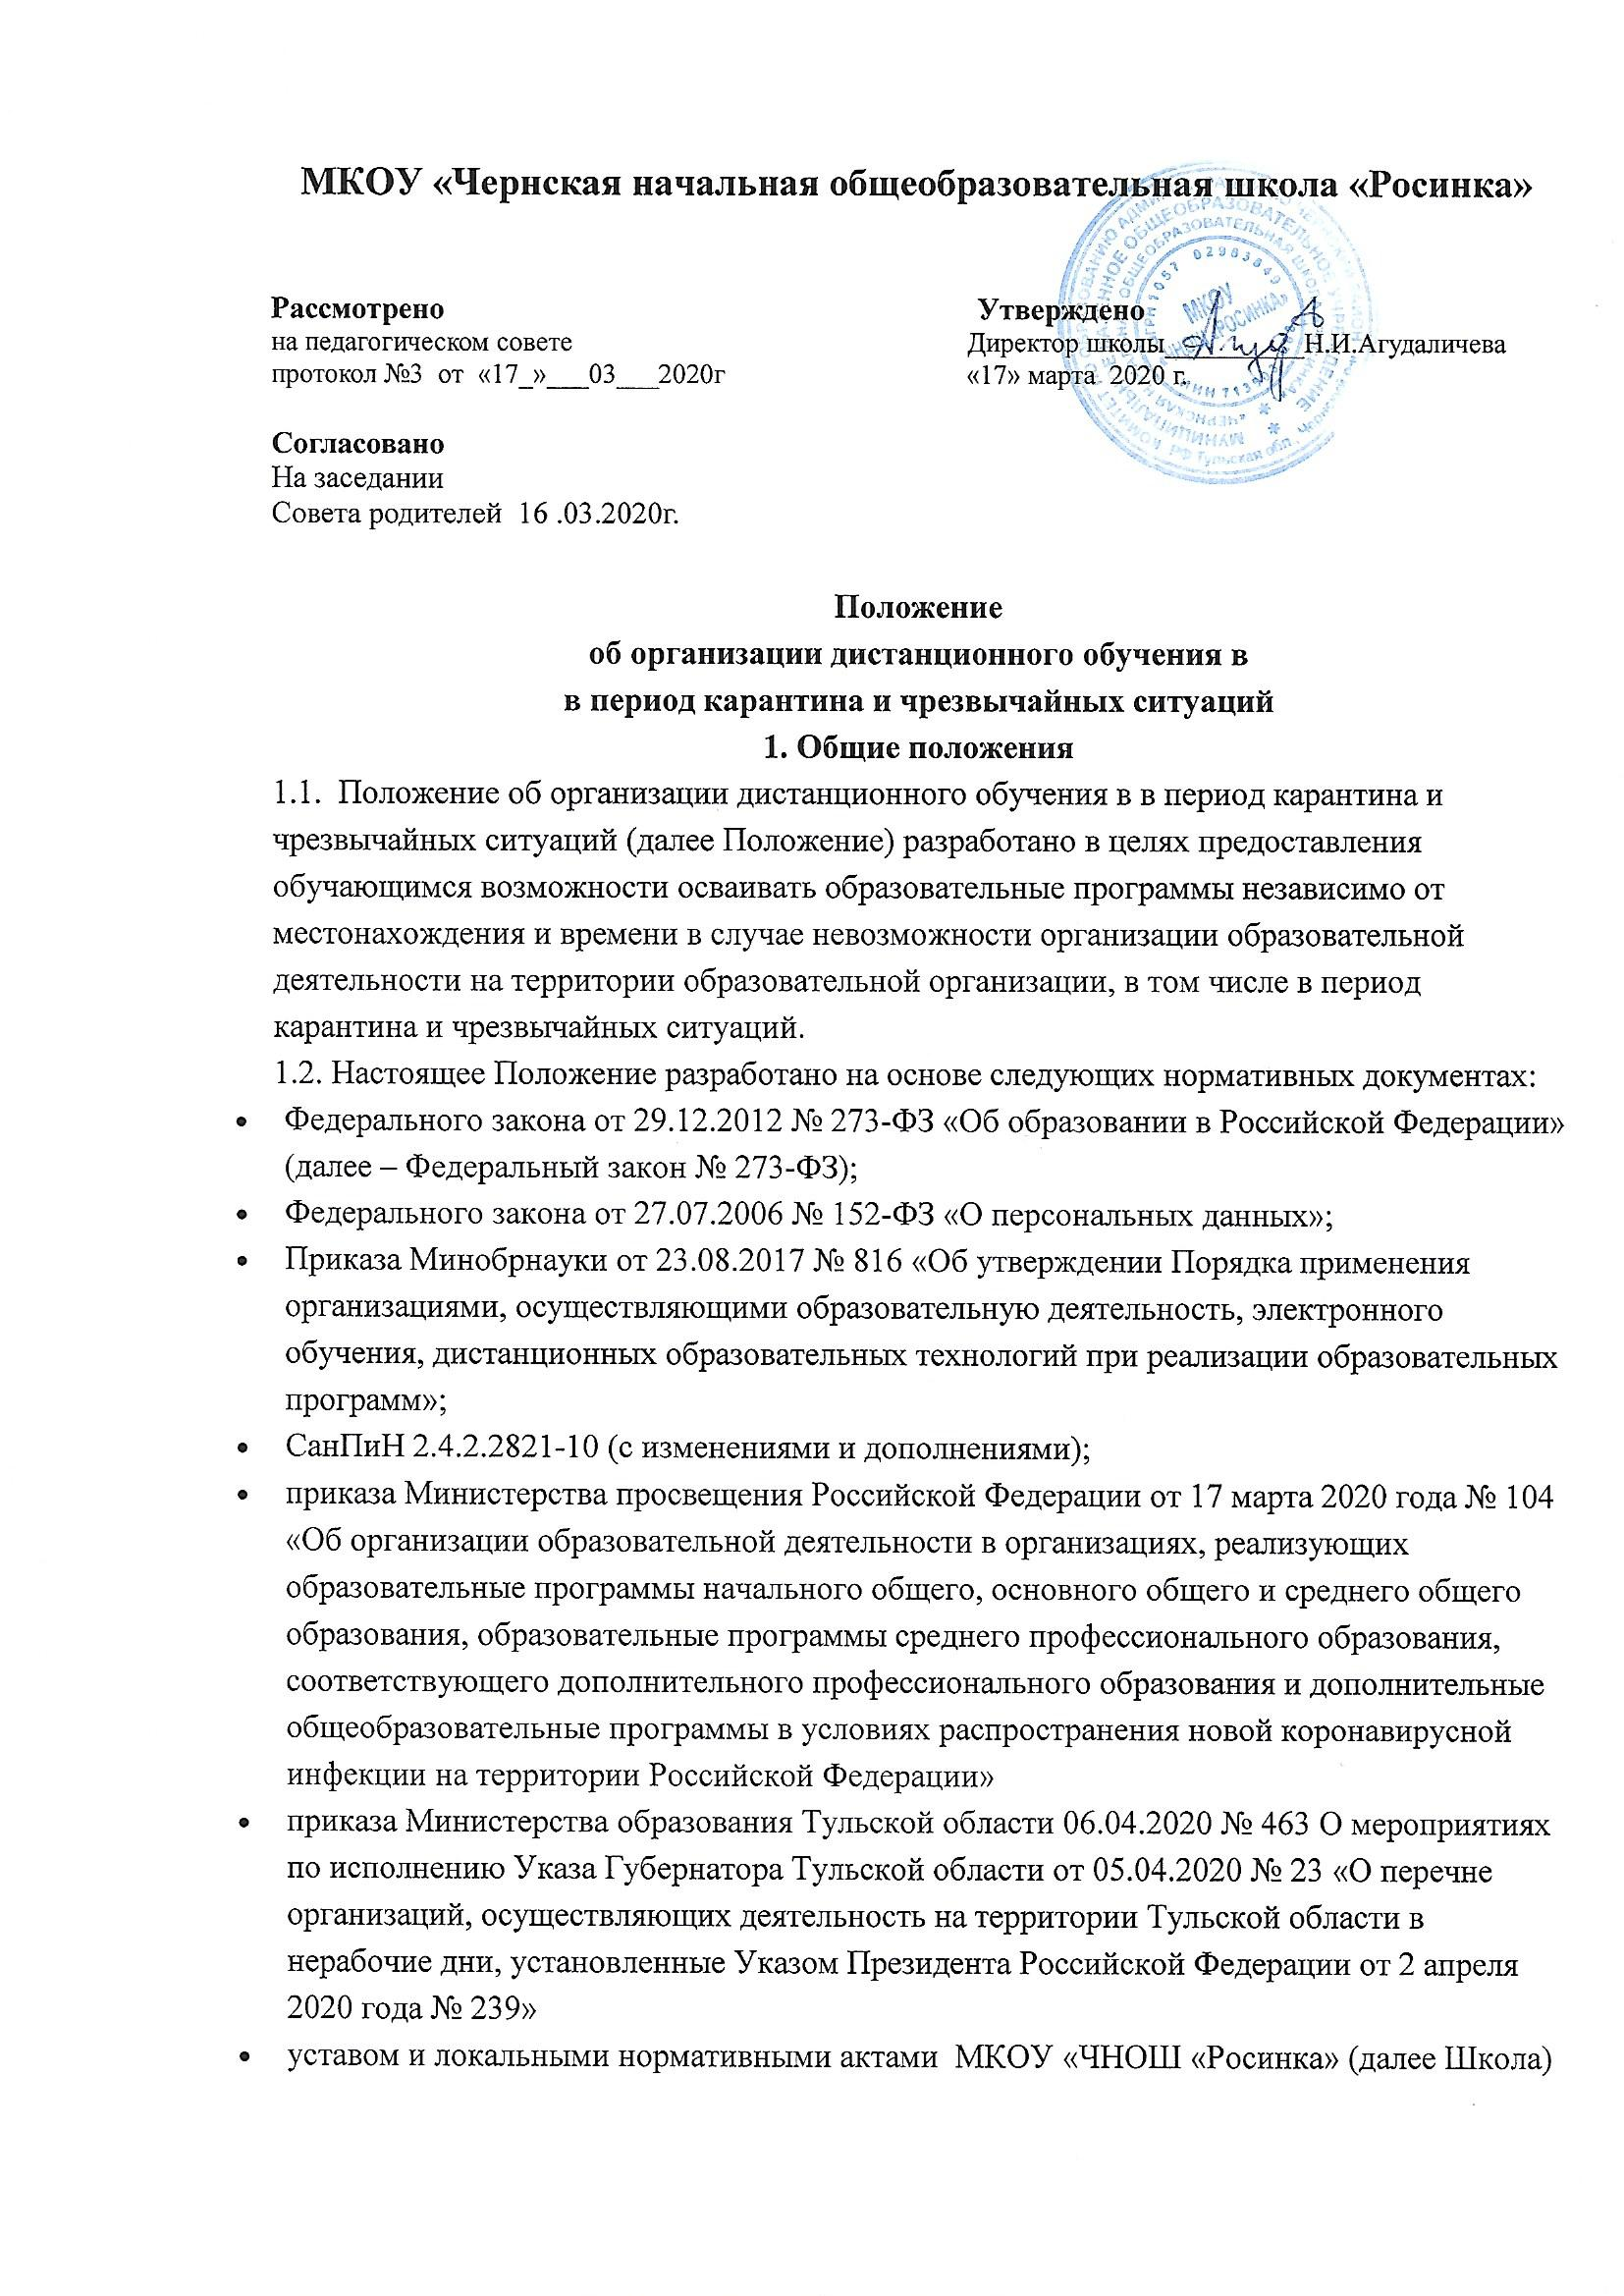 МКОУ «Чернская начальная общеобразовательная школа «Росинка»
Рассмотрено
на педагогическом совете
протокол №3 от «17_»___03___2020г
Утверждено
Директор школы__________Н.И.Агудаличева
«17» марта 2020 г.
МКОУ
«РОСИНКА»
Согласовано
На заседании
Совета родителей 16 .03.2020г.
Положение
об организации дистанционного обучения в
в период карантина и чрезвычайных ситуаций
1. Общие положения
1.1. Положение об организации дистанционного обучения в в период карантина и
чрезвычайных ситуаций (далее Положение) разработано в целях предоставления
обучающимся возможности осваивать образовательные программы независимо от
местонахождения и времени в случае невозможности организации образовательной
деятельности на территории образовательной организации, в том числе в период
карантина и чрезвычайных ситуаций.
1.2. Настоящее Положение разработано на основе следующих нормативных документах:
• Федерального закона от 29.12.2012 № 273-ФЗ «Об образовании в Российской Федерации»
(далее – Федеральный закон № 273-ФЗ);
• Федерального закона от 27.07.2006 № 152-ФЗ «О персональных данных»;
• Приказа Минобрнауки от 23.08.2017 № 816 «Об утверждении Порядка применения
организациями, осуществляющими образовательную деятельность, электронного
обучения, дистанционных образовательных технологий при реализации образовательных
программ»;
• СанПиН 2.4.2.2821-10 (с изменениями и дополнениями);
• приказа Министерства просвещения Российской Федерации от 17 марта 2020 года № 104
«Об организации образовательной деятельности в организациях, реализующих
образовательные программы начального общего, основного общего и среднего общего
образования, образовательные программы среднего профессионального образования,
соответствующего дополнительного профессионального образования и дополнительные
общеобразовательные программы в условиях распространения новой коронавирусной
инфекции на территории Российской Федерации»
• приказа Министерства образования Тульской области 06.04.2020 № 463 О мероприятиях
по исполнению Указа Губернатора Тульской области от 05.04.2020 № 23 «О перечне
организаций, осуществляющих деятельность на территории Тульской области в
нерабочие дни, установленные Указом Президента Российской Федерации от 2 апреля
2020 года № 239»
• уставом и локальными нормативными актами МКОУ «ЧНОШ «Росинка» (далее Школа)